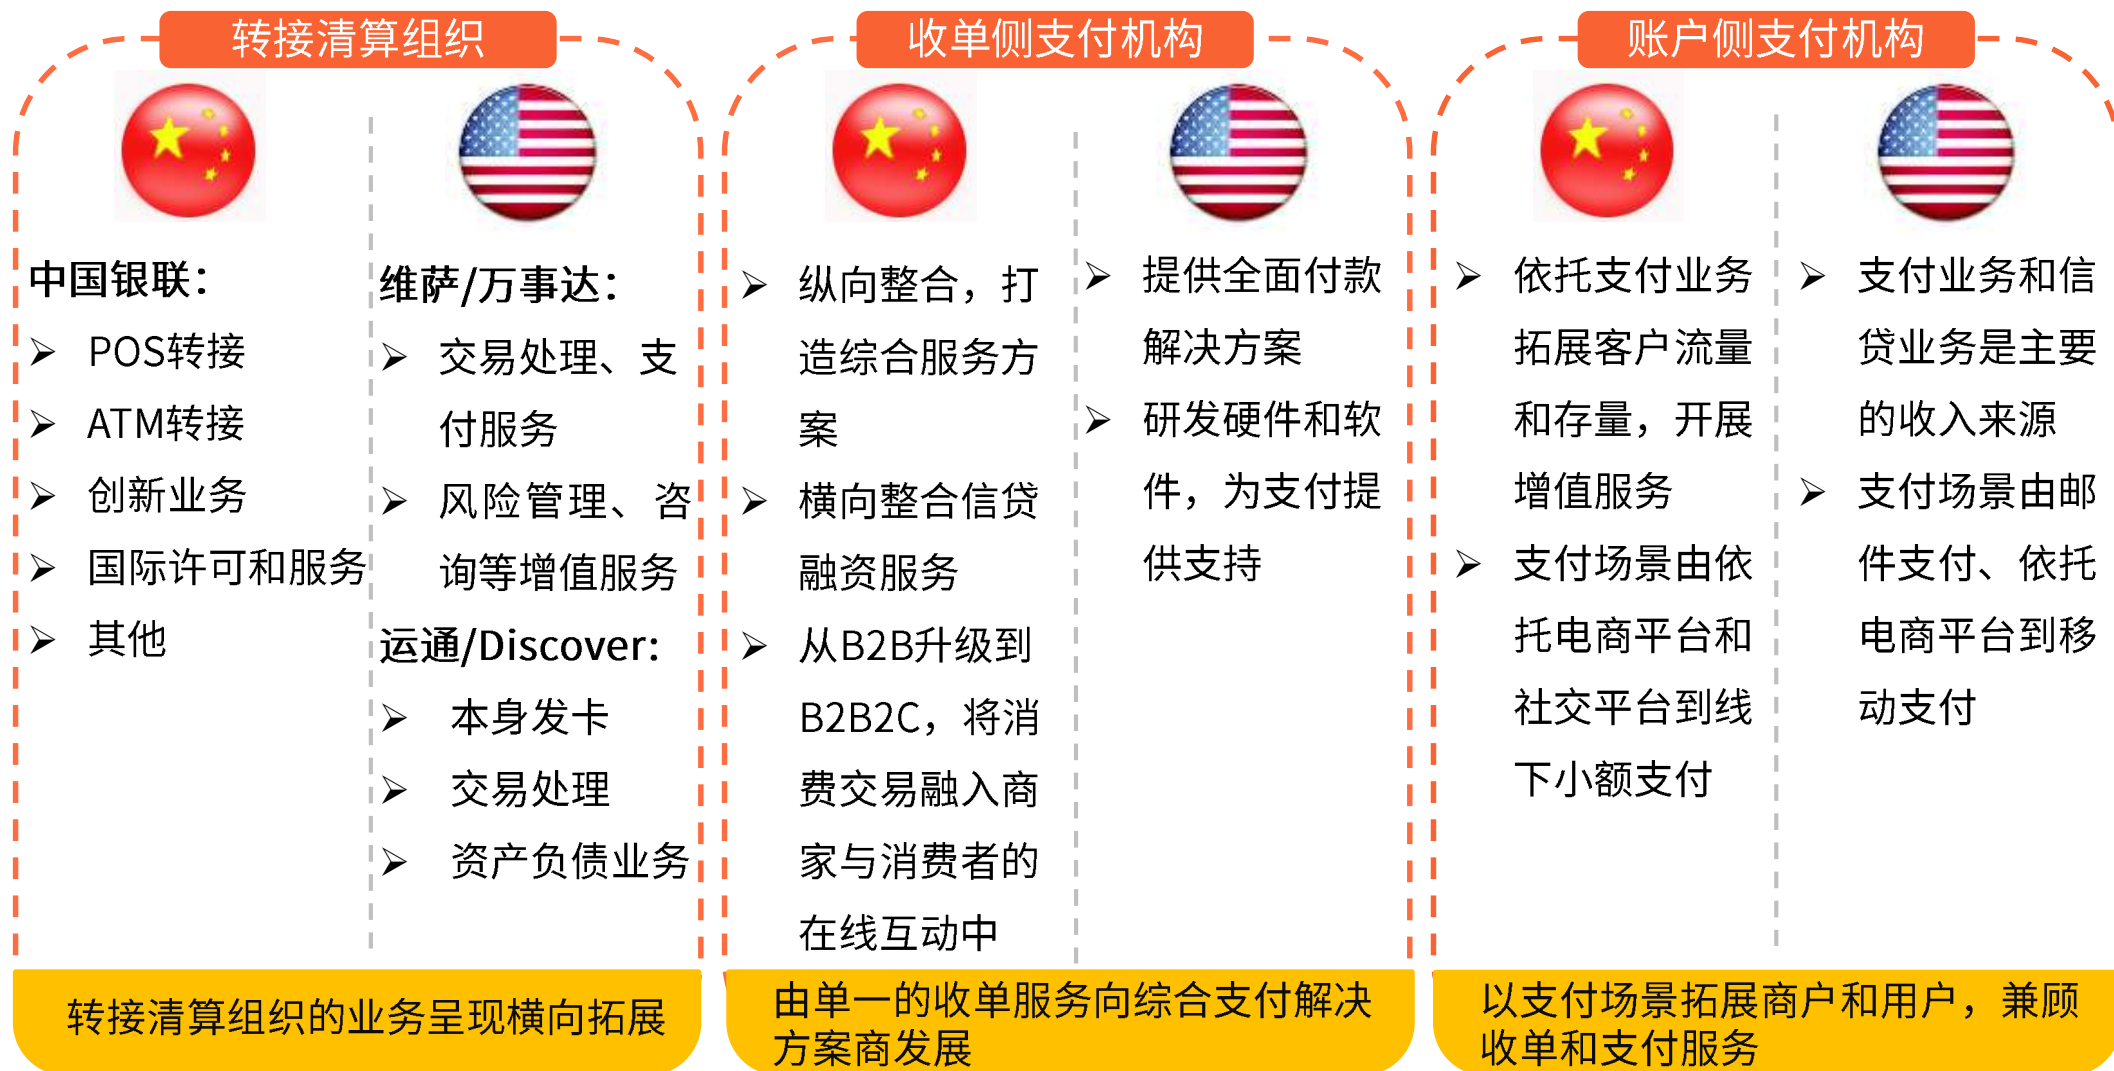 转接清算组织
中国银联：
POS转接
ATM转接
创新业务
国际许可和服务
其他
维萨/万事达：
交易处理、支
付服务
风险管理、咨
询等增值服务
运通/Discover:
本身发卡
交易处理
资产负债业务
转接清算组织的业务呈现横向拓展
收单侧支付机构
纵向整合，打
造综合服务方
案
横向整合信贷
融资服务
从B2B升级到
B2B2C，将消
费交易融入商
家与消费者的
在线互动中
提供全面付款
解决方案
研发硬件和软
件，为支付提
供支持
由单一的收单服务向综合支付解决
方案商发展
账户侧支付机构
依托支付业务
拓展客户流量
和存量，开展
增值服务
支付场景由依
托电商平台和
社交平台到线
下小额支付
支付业务和信
贷业务是主要
的收入来源
支付场景由邮
件支付、依托
电商平台到移
动支付
以支付场景拓展商户和用户，兼顾
收单和支付服务